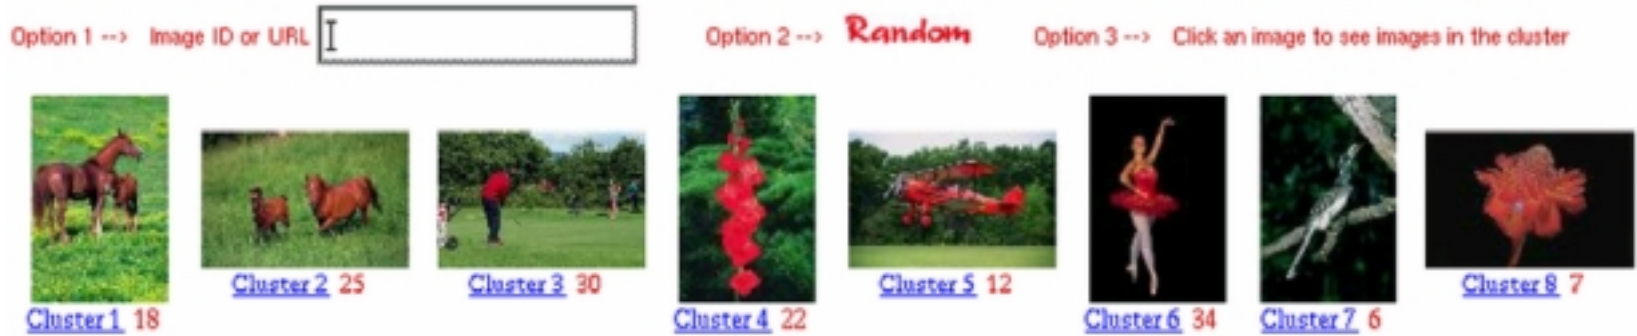 Option 1 --> Image ID or URL
Option 2 --> Random
Option 3 --> Click an image to see images in the cluster
Cluster 1 18
Cluster 2 25
Cluster 3 30
Cluster 4 22
Cluster 5 12
Cluster 6 34
Cluster 7 6
Cluster 8 7